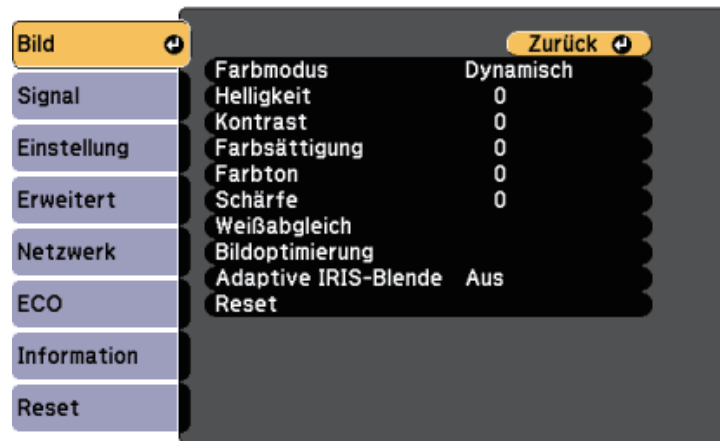 Bild
Signal
Einstellung
Erweitert
Netzwerk
ECO
Information
Reset
Zurück
Farbmodus Dynamisch
Helligkeit 0
Kontrast 0
Farbsättigung 0
Farbton 0
Schärfe 0
Weißabgleich
Bildoptimierung
Adaptive IRIS-Blende Aus
Reset